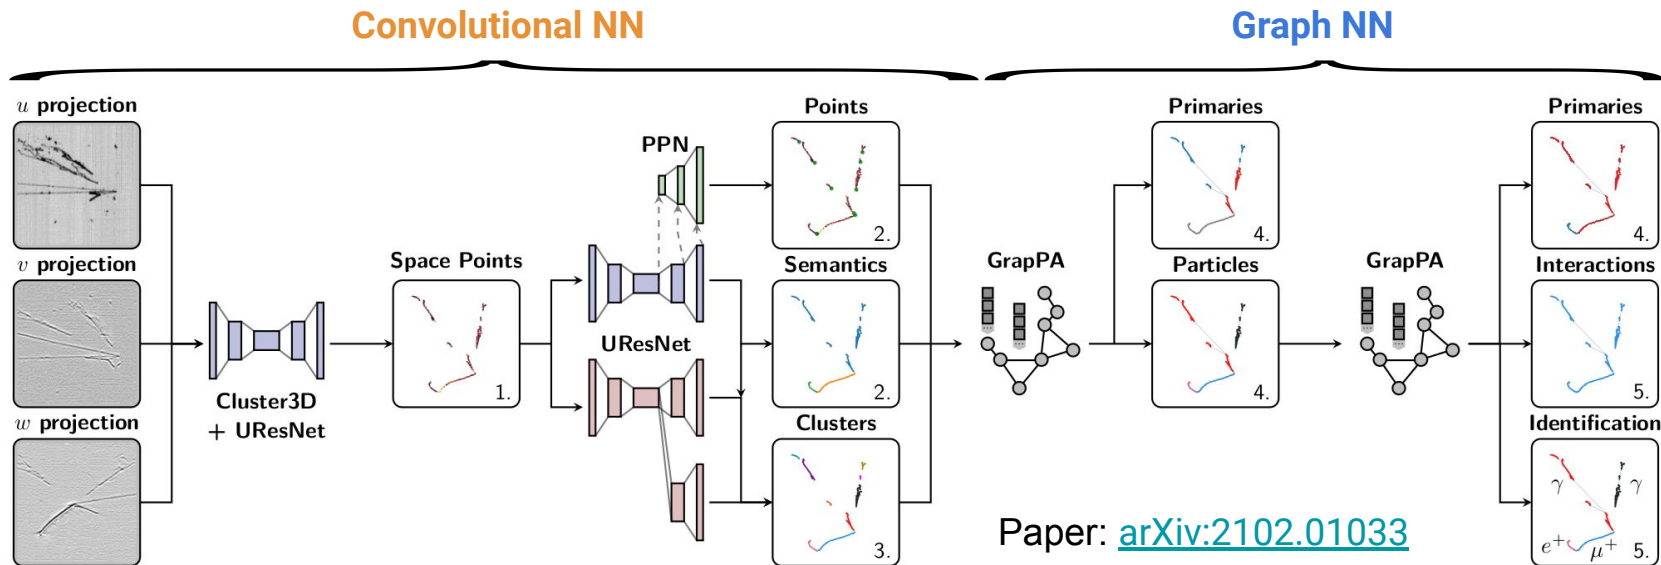 Convolutional NN
Graph NN
u projection
v projection
w projection
Cluster3D
+ UResNet
Space Points
1.
PPN
UResNet
Points
2.
Semantics
2.
Clusters
3.
GrapPA
Primaries
4.
Particles
4.
GrapPA
Primaries
4.
Interactions
5.
Identification
γ
γ
e+
μ+
5.
Paper: arXiv:2102.01033